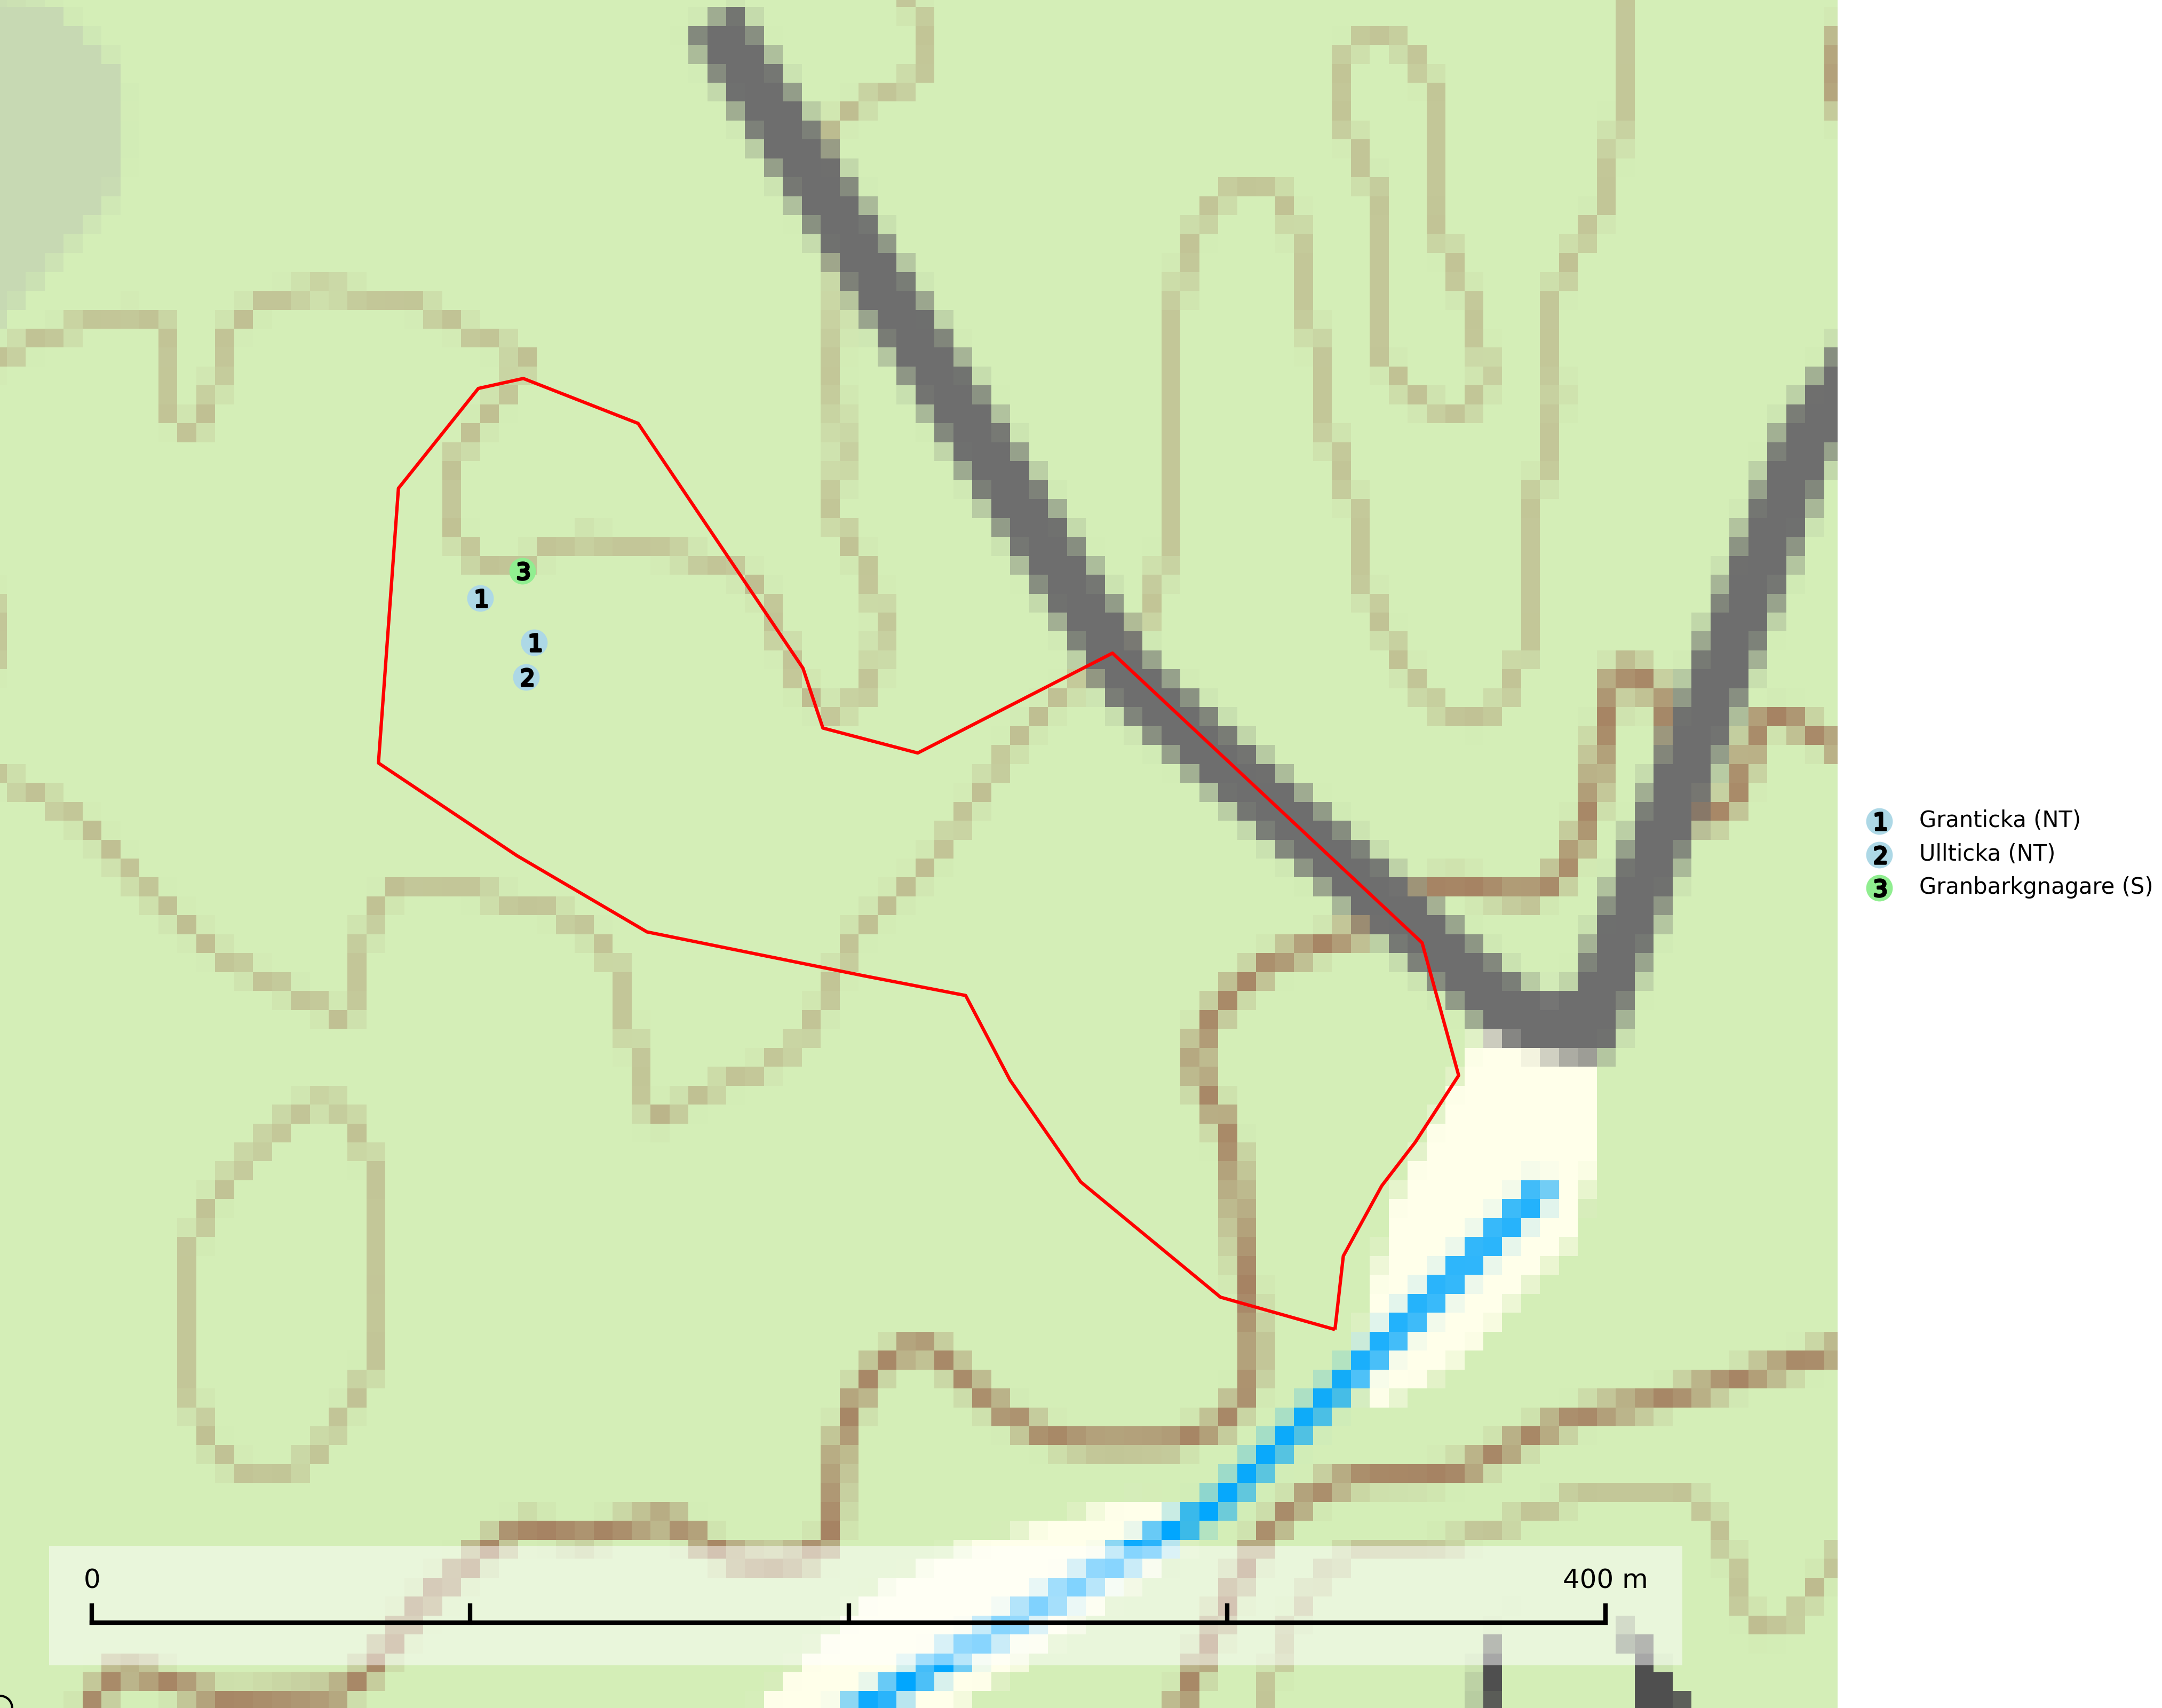 3
1
1
2
1 Granticka (NT)
2 Ullticka (NT)
3 Granbarkgnagare (S)
0 400 m